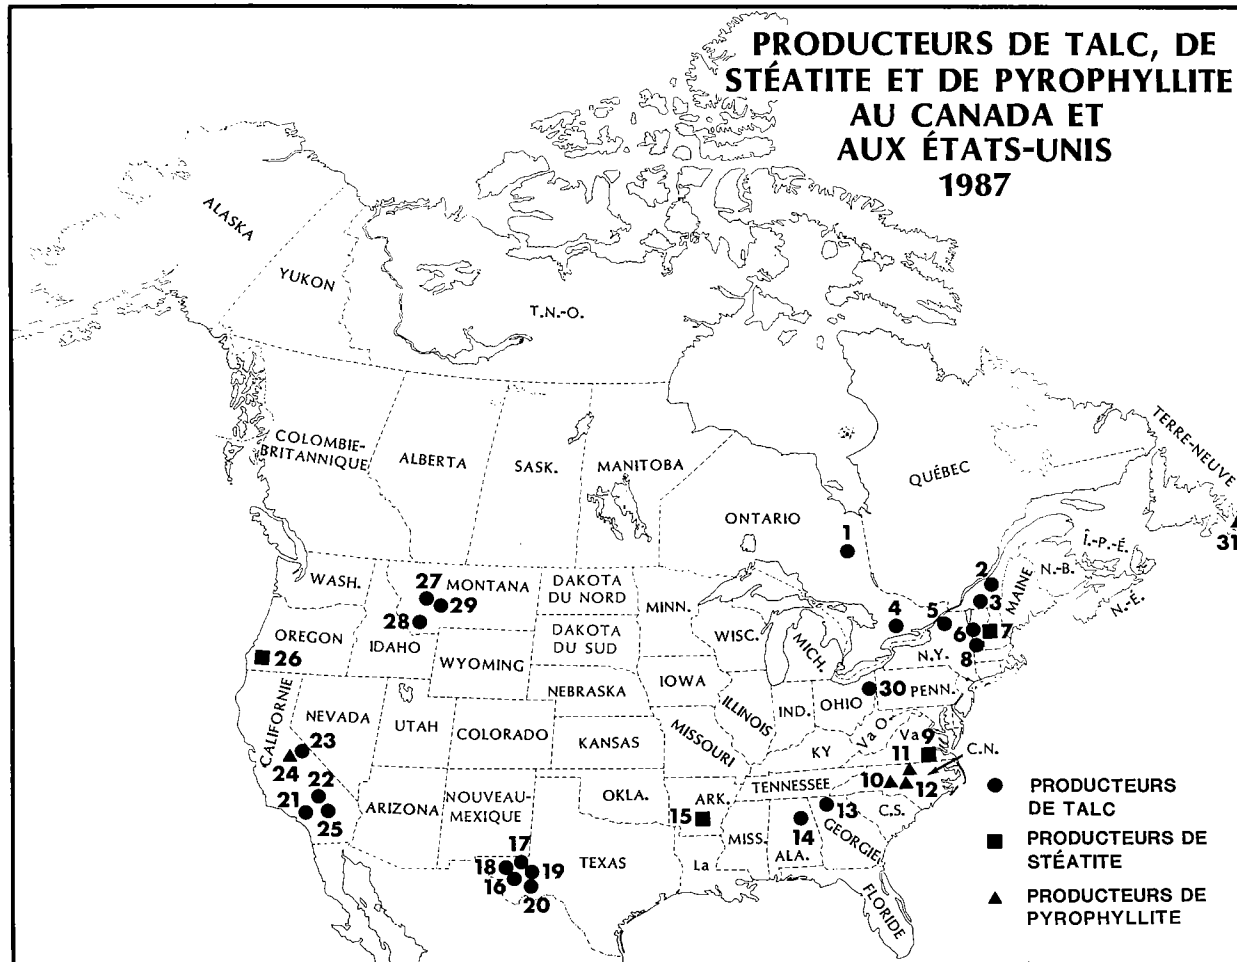 PRODUCTEURS DE TALC, DE
STÉATITE ET DE PYROPHYLLITE
AU CANADA ET
AUX ÉTATS-UNIS
1987
ALASKA
YUKON
T.N.-O.
COLOMBIE-
BRITANNIQUE
ALBERTA
SASK.
MANITOBA
ONTARIO
QUÉBEC
TERRE-NEUVE
1
31
Î.-P.-É.
N.-B.
N.-É.
MAINE
2
3
4
5
6
7
8
WASH.
27
MONTANA
29
28
DAKOTA
DU NORD
MINN.
OREGON
IDAHO
DAKOTA
DU SUD
WISC.
MICH.
N.Y.
26
WYOMING
NEBRASKA
IOWA
ILLINOIS
IND.
OHIO
30
PENN.
CALIFORNIE
NEVADA
UTAH
COLORADO
KANSAS
MISSOURI
KY
Va O.
Va
9
23
24
11
C.N.
10
12
22
21
25
ARIZONA
NOUVEAU-
MEXIQUE
OKLA.
ARK.
TENNESSEE
C.S.
15
13
14
MISS.
ALA.
GEORGIE
17
18
19
16
20
TEXAS
La
FLORIDE
PRODUCTEURS
DE TALC
PRODUCTEURS DE
STÉATITE
PRODUCTEURS DE
PYROPHYLLITE